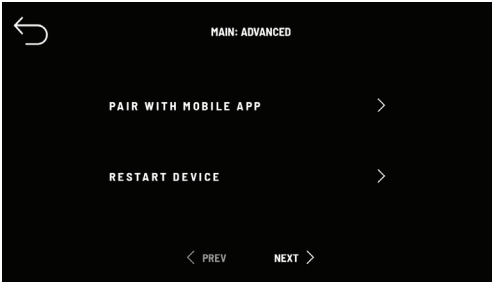 MAIN: ADVANCED
PAIR WITH MOBILE APP
RESTART DEVICE
PREV NEXT